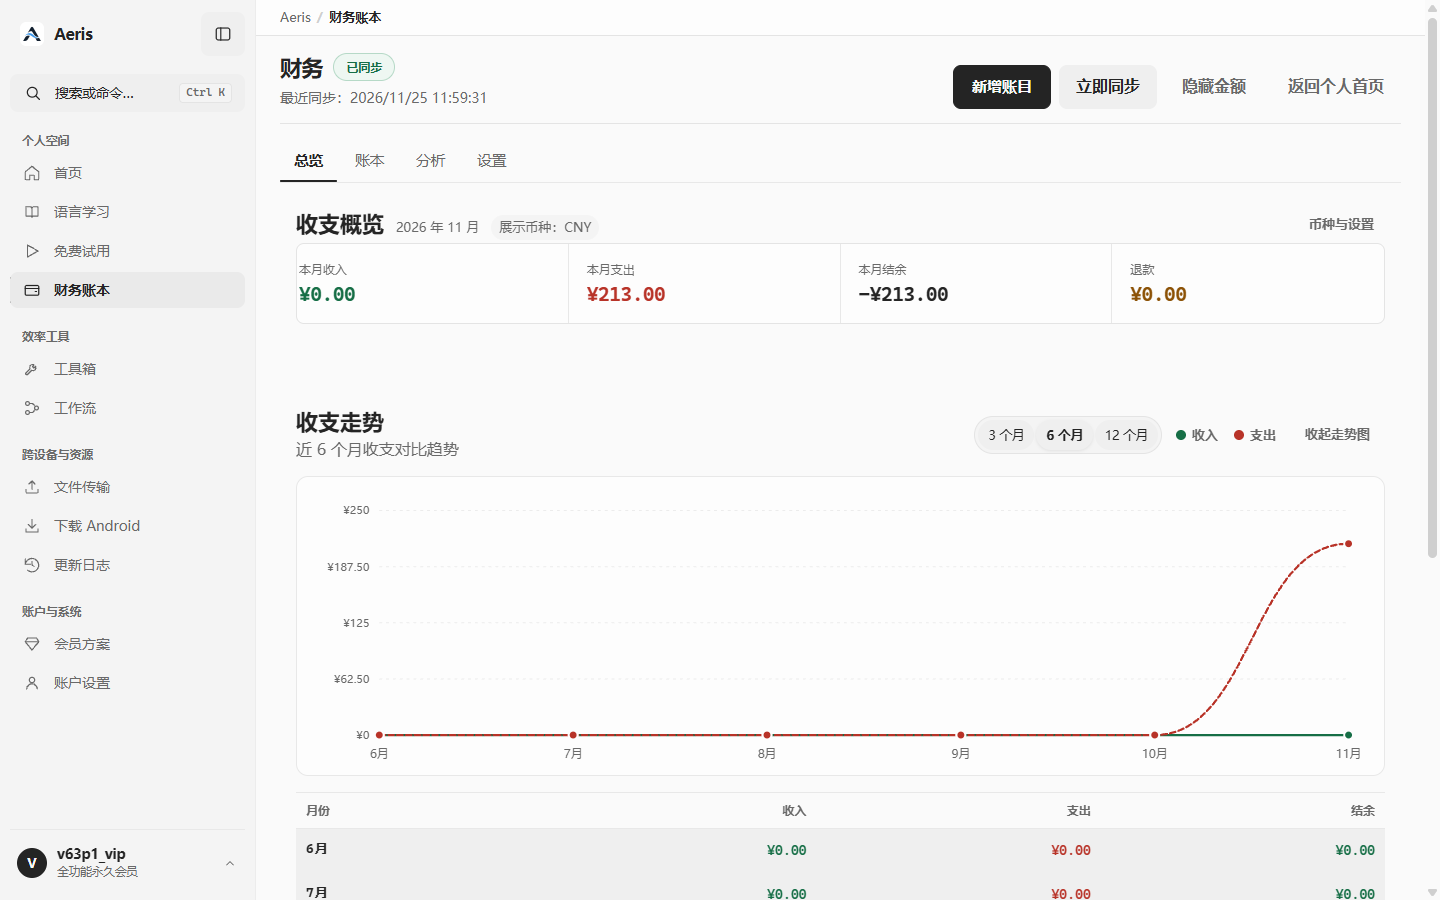 Aeris
搜索或命令...
Ctrl K
个人空间
首页
语言学习
免费试用
财务账本
效率工具
工具箱
工作流
跨设备与资源
文件传输
下载 Android
更新日志
账户与系统
会员方案
账户设置
V
v63p1_vip
全功能永久会员
Aeris / 财务账本
财务 已同步
最近同步：2026/11/25 11:59:31
新增账目 立即同步 隐藏金额 返回个人首页
总览 账本 分析 设置
收支概览 2026 年 11 月 展示币种：CNY 币种与设置
本月收入 本月支出 本月结余 退款
¥0.00 ¥213.00 −¥213.00 ¥0.00
收支走势
近 6 个月收支对比趋势
3 个月 6 个月 12 个月 收入 支出 收起走势图
¥250
¥187.50
¥125
¥62.50
¥0
6月 7月 8月 9月 10月 11月
月份 收入 支出 结余
6月 ¥0.00 ¥0.00 ¥0.00
7月 ¥0.00 ¥0.00 ¥0.00